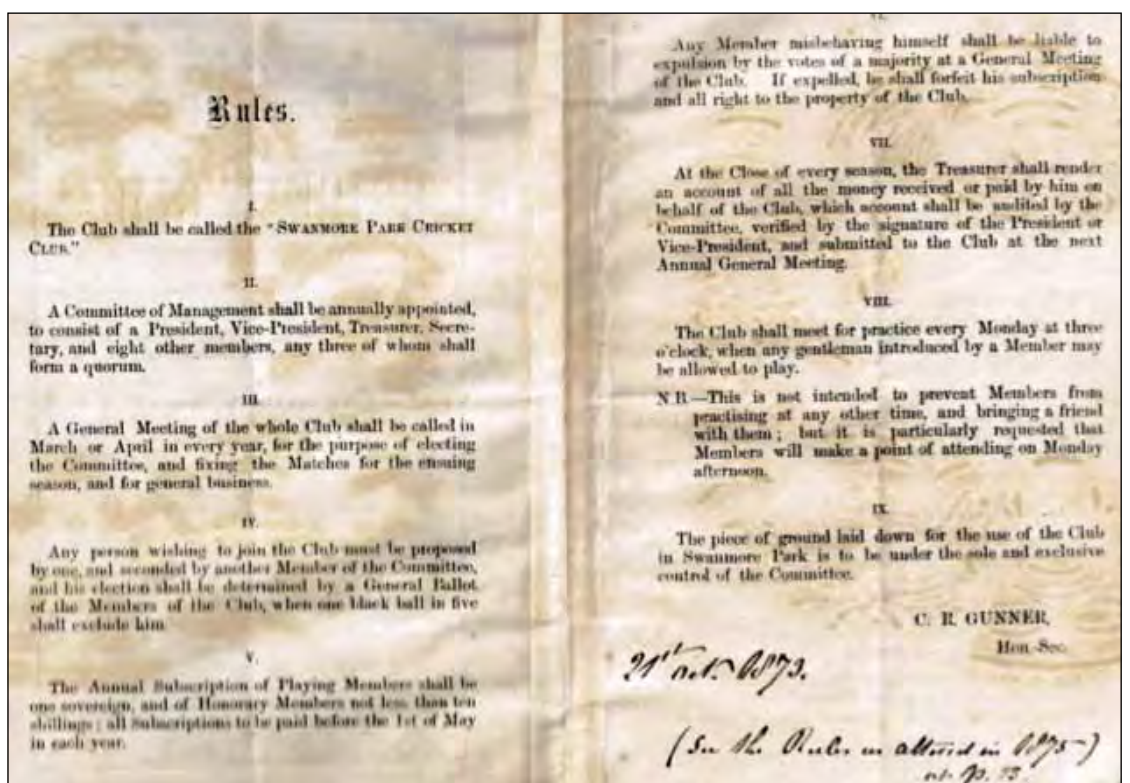 Rules.
I.
The Club shall be called the "SWANMORE PARK CRICKET
CLUB."
II.
A Committee of Management shall be annually appointed,
to consist of a President, Vice-President, Treasurer, Secre-
tary, and eight other members, any three of whom shall
form a quorum.
III.
A General Meeting of the whole Club shall be called in
March or April in every year, for the purpose of electing
the Committee, and fixing the Matches for the ensuing
season, and for general business.
IV.
Any person wishing to join the Club must be proposed
by one, and seconded by another Member of the Committee,
and his election shall be determined by a General Ballot
of the Members of the Club, when one black ball in five
shall exclude him.
V.
The Annual Subscription of Playing Members shall be
one sovereign, and of Honorary Members not less than ten
shillings; all Subscriptions to be paid before the 1st of May
in each year.
VI.
Any Member misbehaving himself shall be liable to
expulsion by the votes of a majority at a General Meeting
of the Club. If expelled, he shall forfeit his subscription
and all right to the property of the Club.
VII.
At the Close of every season, the Treasurer shall render
an account of all the money received or paid by him on
behalf of the Club, which account shall be audited by the
Committee, verified by the signature of the President or
Vice-President, and submitted to the Club at the next
Annual General Meeting.
VIII.
The Club shall meet for practice every Monday at three
o'clock, when any gentleman introduced by a Member may
be allowed to play.
N B—This is not intended to prevent Members from
practising at any other time, and bringing a friend
with them; but it is particularly requested that
Members will make a point of attending on Monday
afternoon.
IX.
The piece of ground laid down for the use of the Club
in Swanmore Park is to be under the sole and exclusive
control of the Committee.
C. R. GUNNER,
Hon. Sec.
21st Oct. 1873.
(See the Rules as altered in 1875)
p. 73